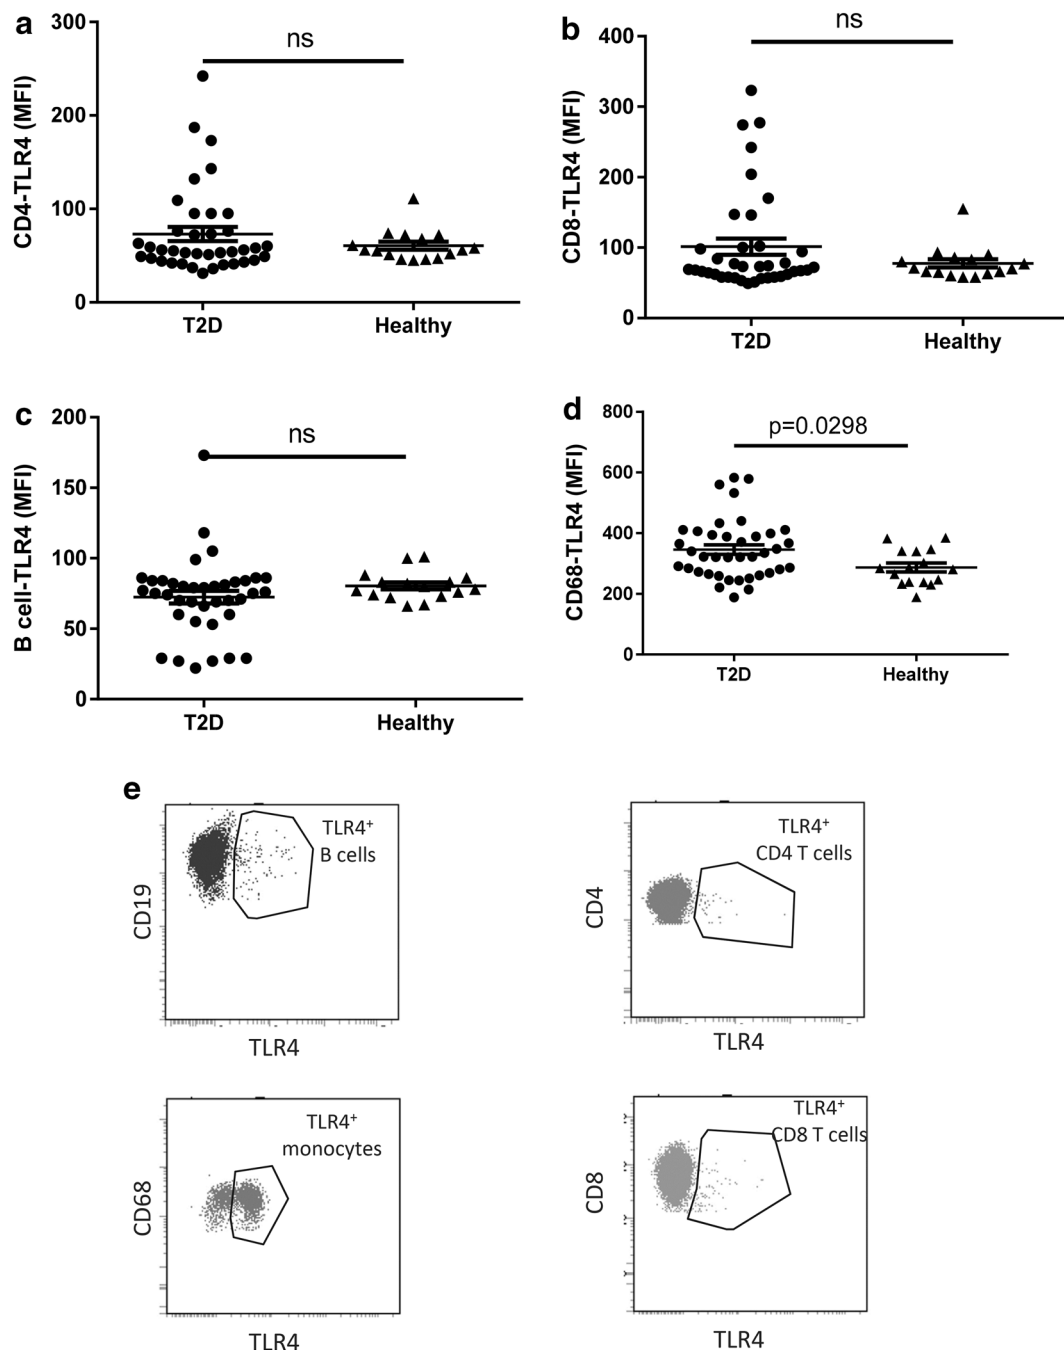 a
300
200
100
0
CD4-TLR4 (MFI)
ns
T2D
Healthy
b
400
300
200
100
0
CD8-TLR4 (MFI)
ns
T2D
Healthy
c
200
150
100
50
0
B cell-TLR4 (MFI)
ns
T2D
Healthy
d
800
600
400
200
0
CD68-TLR4 (MFI)
p=0.0298
T2D
Healthy
e
TLR4⁺
B cells
CD19
TLR4
TLR4⁺
CD4 T cells
CD4
TLR4
TLR4⁺
monocytes
CD68
TLR4
TLR4⁺
CD8 T cells
CD8
TLR4